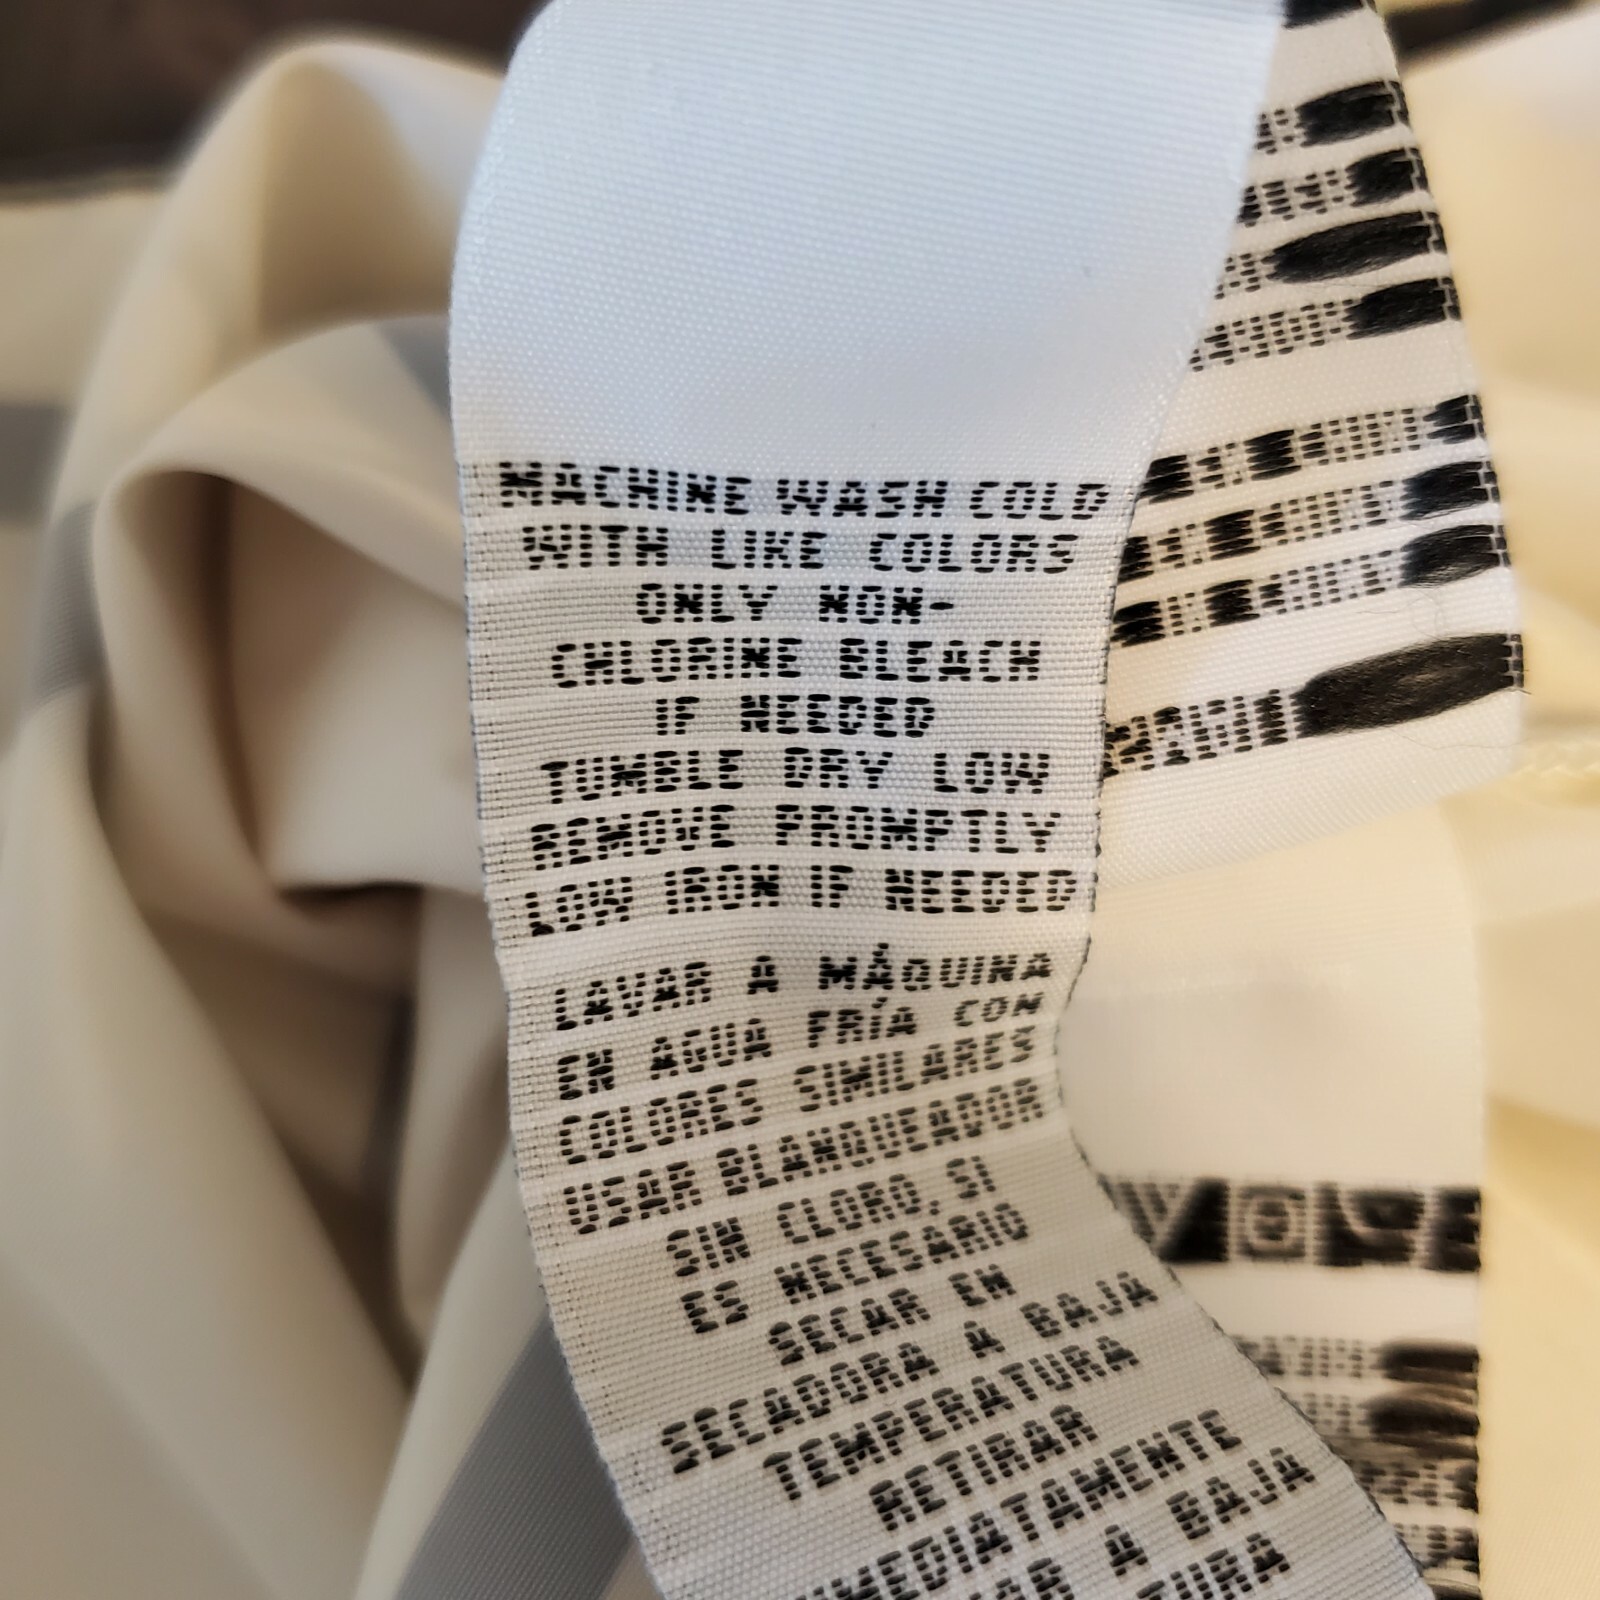 MACHINE WASH COLD
WITH LIKE COLORS
ONLY NON-
CHLORINE BLEACH
IF NEEDED
TUMBLE DRY LOW
REMOVE PROMPTLY
LOW IRON IF NEEDED
LAVAR A MÁQUINA
EN AGUA FRÍA CON
COLORES SIMILARES
USAR BLANQUEADOR
SIN CLORO, SI
ES NECESARIO
SECAR EN
SECADORA A BAJA
TEMPERATURA
RETIRAR
NMEDIATAMENTE
A BAJA